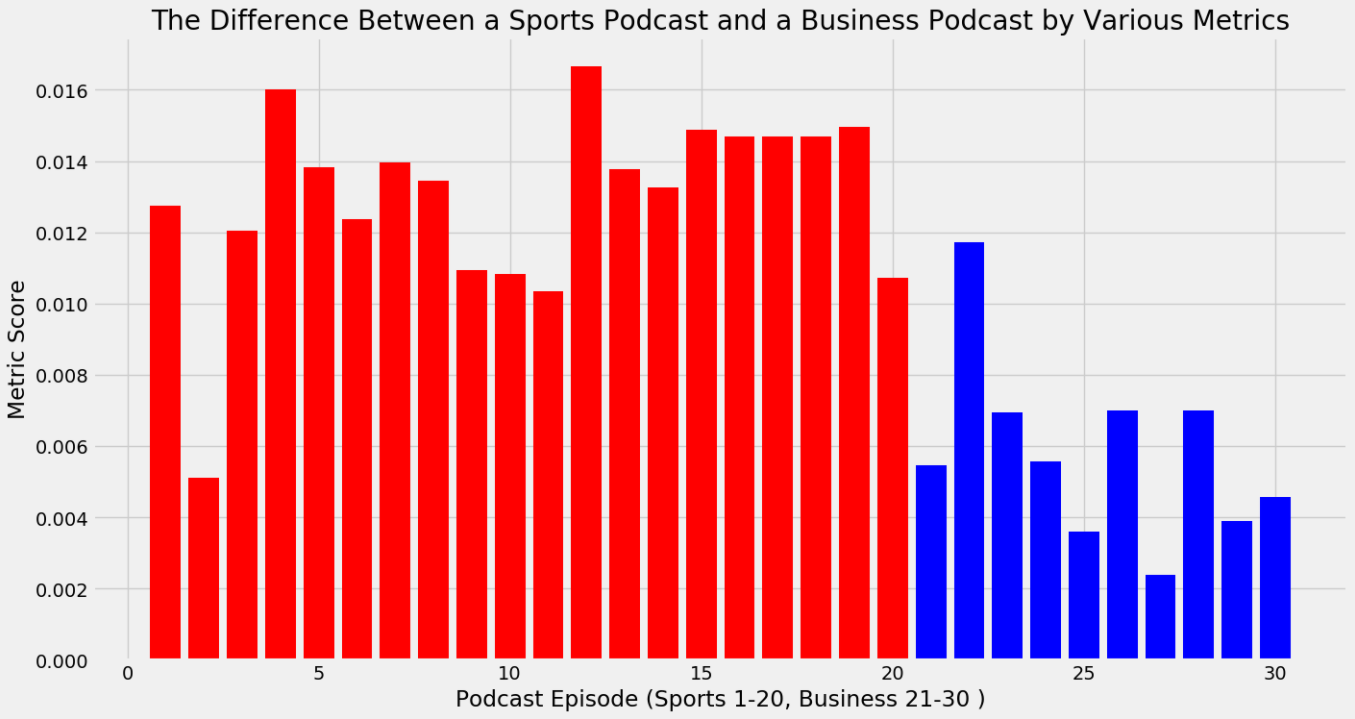 The Difference Between a Sports Podcast and a Business Podcast by Various Metrics
Metric Score
0.016
0.014
0.012
0.010
0.008
0.006
0.004
0.002
0.000
0 5 10 15 20 25 30
Podcast Episode (Sports 1-20, Business 21-30 )